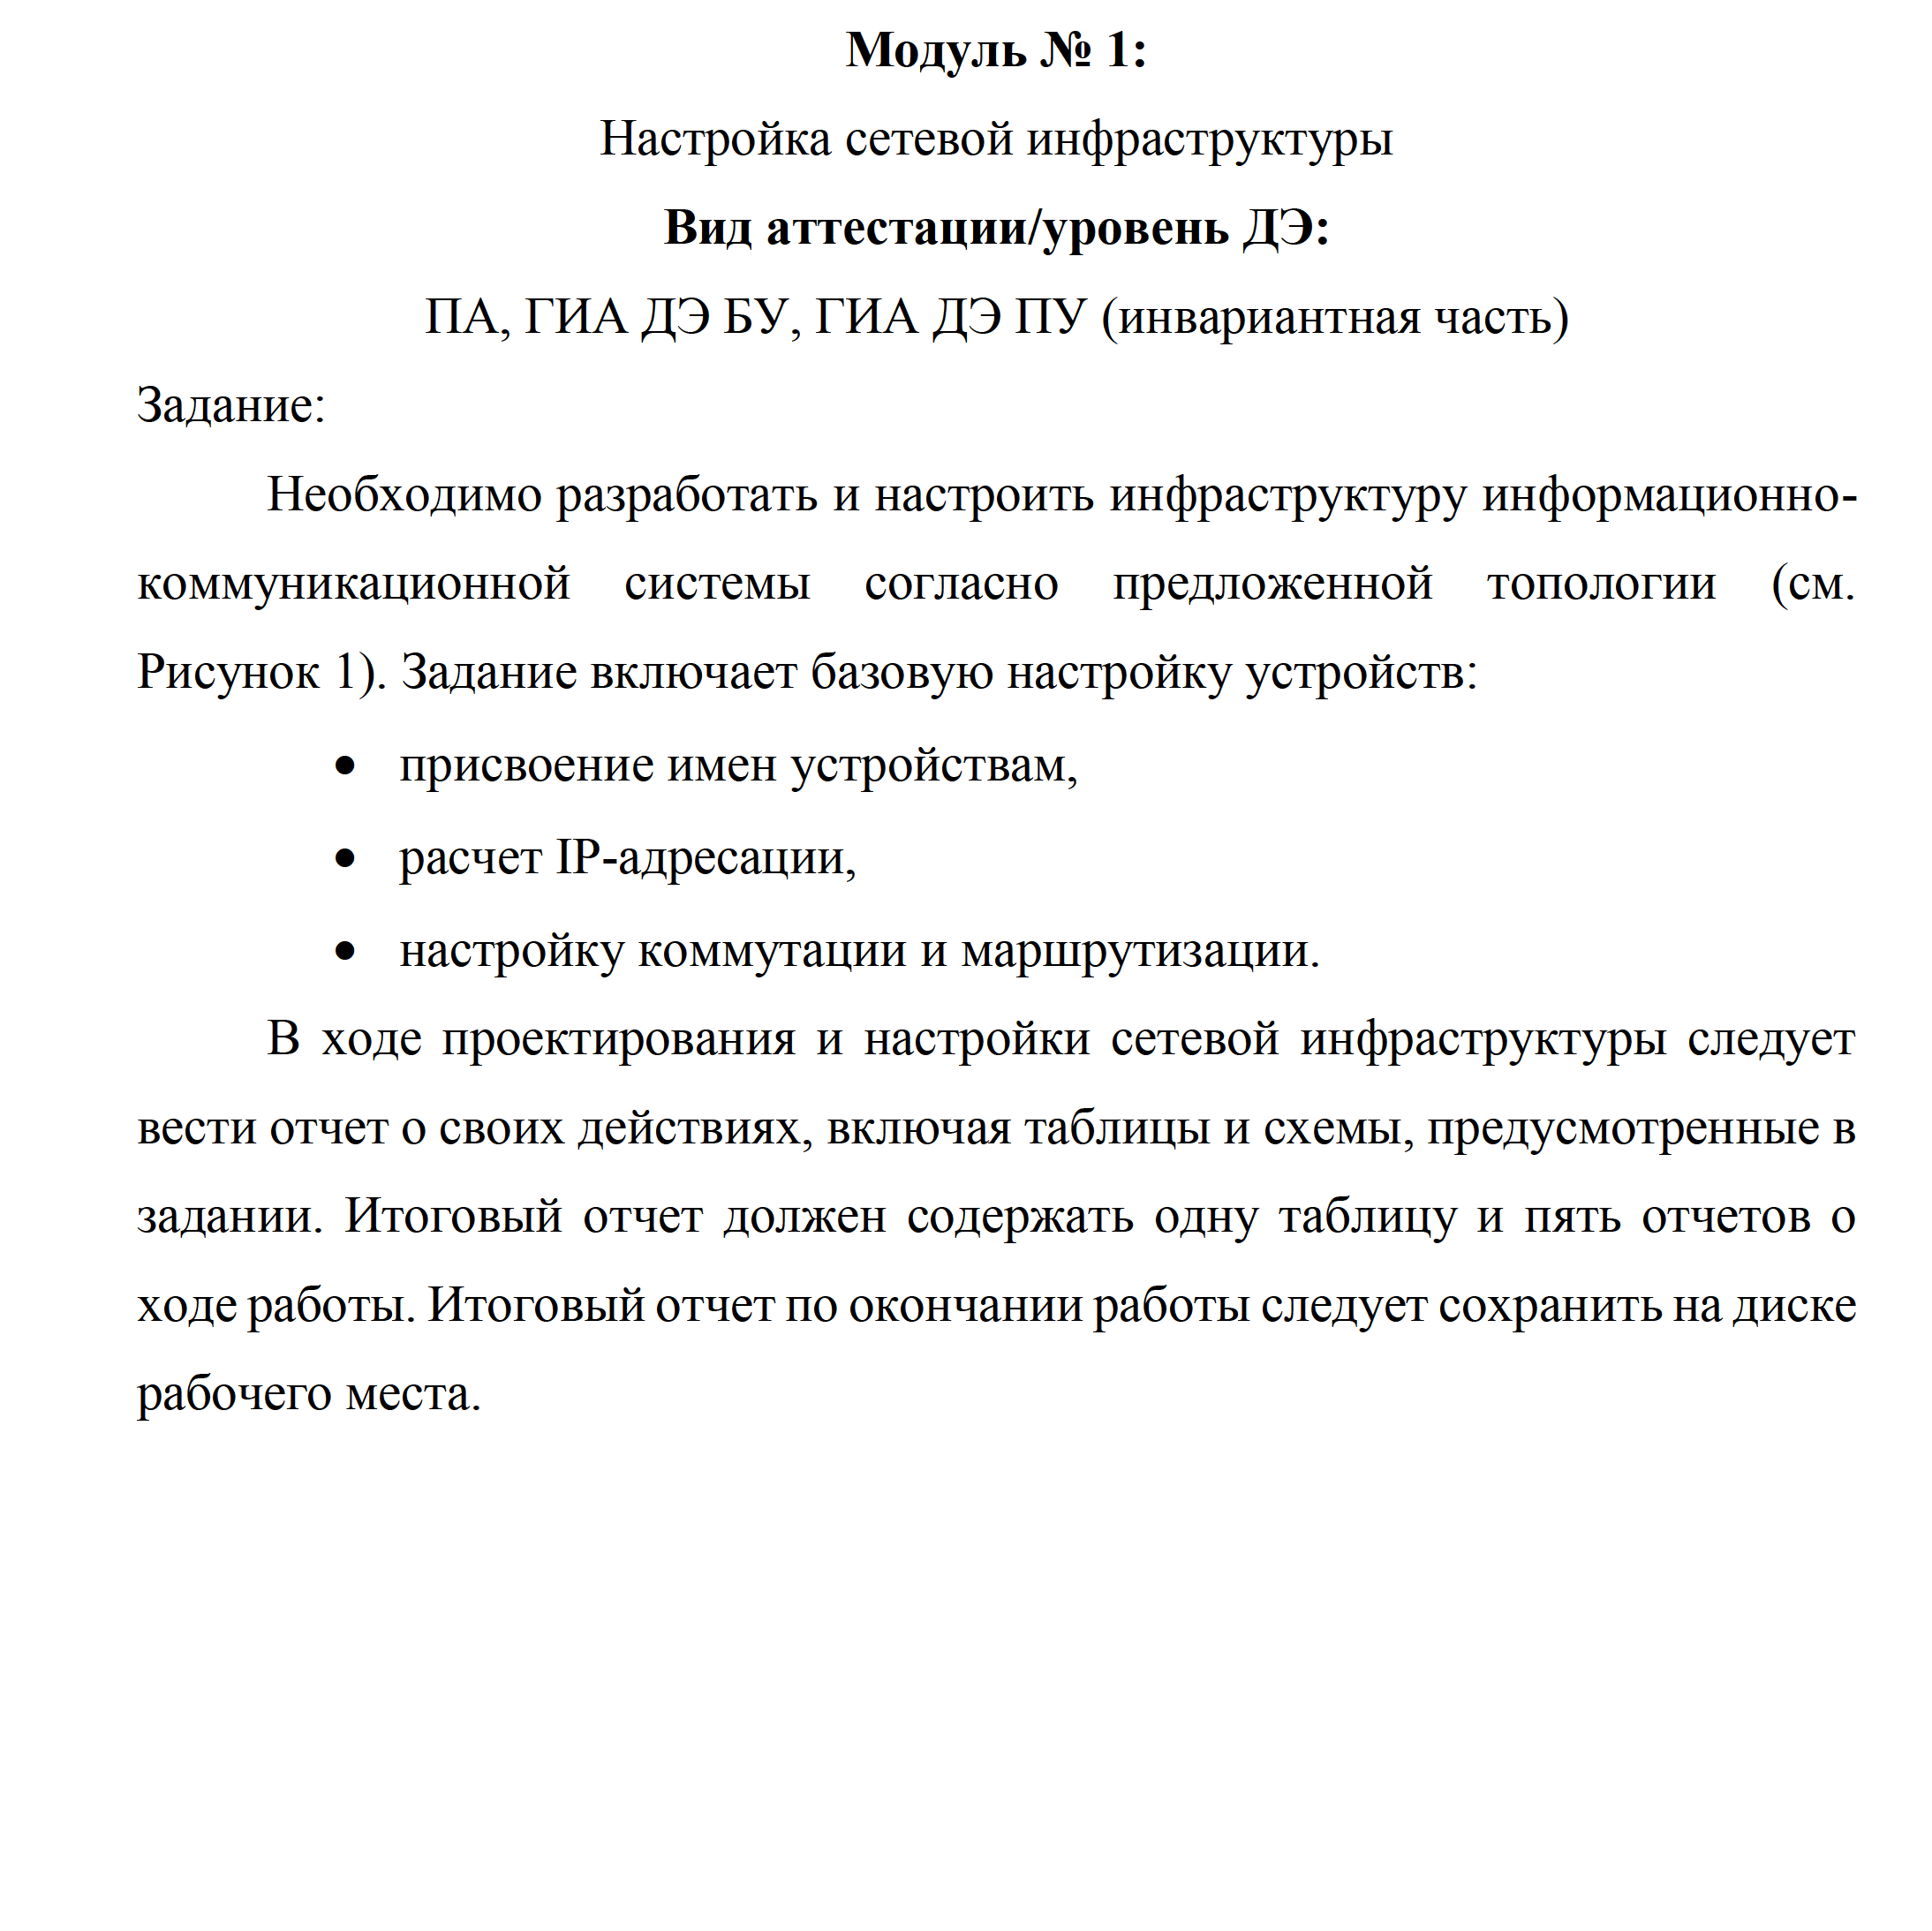 Модуль № 1:
Настройка сетевой инфраструктуры
Вид аттестации/уровень ДЭ:
ПА, ГИА ДЭ БУ, ГИА ДЭ ПУ (инвариантная часть)
Задание:
Необходимо разработать и настроить инфраструктуру информационно-
коммуникационной системы согласно предложенной топологии (см.
Рисунок 1). Задание включает базовую настройку устройств:
• присвоение имен устройствам,
• расчет IP-адресации,
• настройку коммутации и маршрутизации.
В ходе проектирования и настройки сетевой инфраструктуры следует
вести отчет о своих действиях, включая таблицы и схемы, предусмотренные в
задании. Итоговый отчет должен содержать одну таблицу и пять отчетов о
ходе работы. Итоговый отчет по окончании работы следует сохранить на диске
рабочего места.